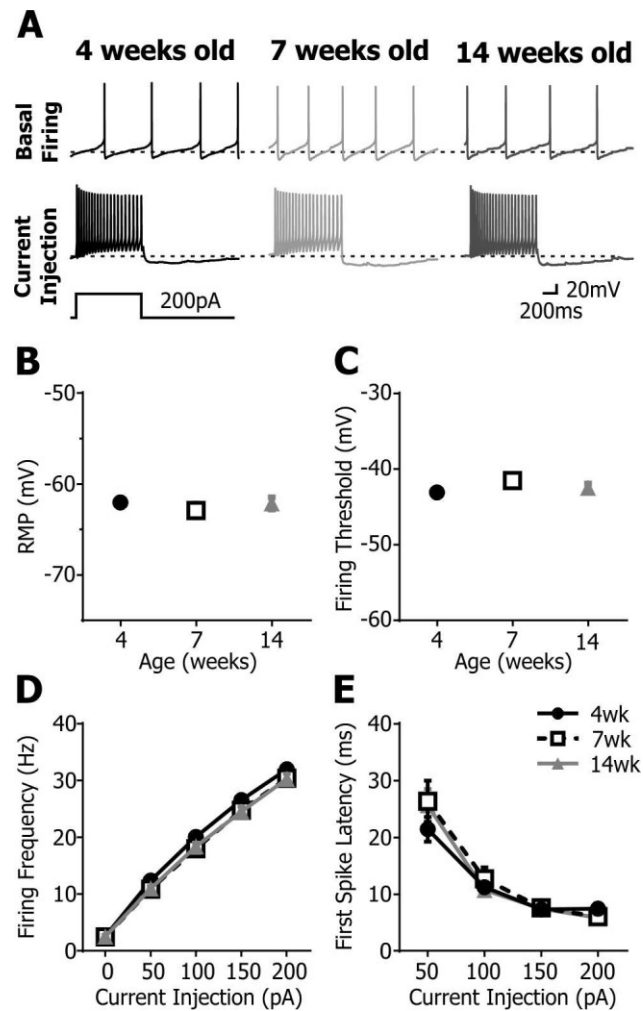 A
4 weeks old 7 weeks old 14 weeks old
Basal
Firing
Current
Injection
200pA
20mV
200ms
B
-50
-60
-70
RMP (mV)
4 7 14
Age (weeks)
C
-30
-40
-50
-60
Firing Threshold (mV)
4 7 14
Age (weeks)
D
40
30
20
10
0
Firing Frequency (Hz)
0 50 100 150 200
Current Injection (pA)
E
4wk
7wk
14wk
40
30
20
10
0
First Spike Latency (ms)
50 100 150 200
Current Injection (pA)